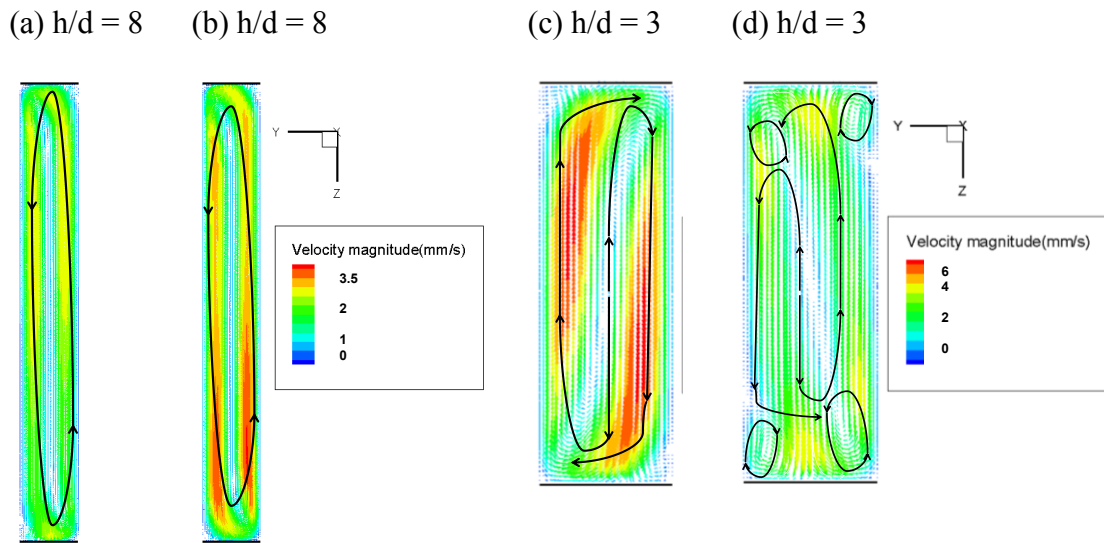 (a) h/d = 8
(b) h/d = 8
(c) h/d = 3
(d) h/d = 3
Y
X
Z
Velocity magnitude(mm/s)
3.5
2
1
0
Y
X
Z
Velocity magnitude(mm/s)
6
4
2
0